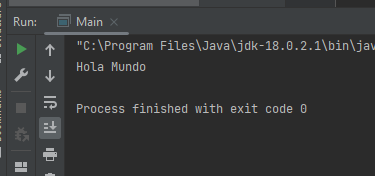 Run: Main
"C:\Program Files\Java\jdk-18.0.2.1\bin\jav
Hola Mundo
Process finished with exit code 0